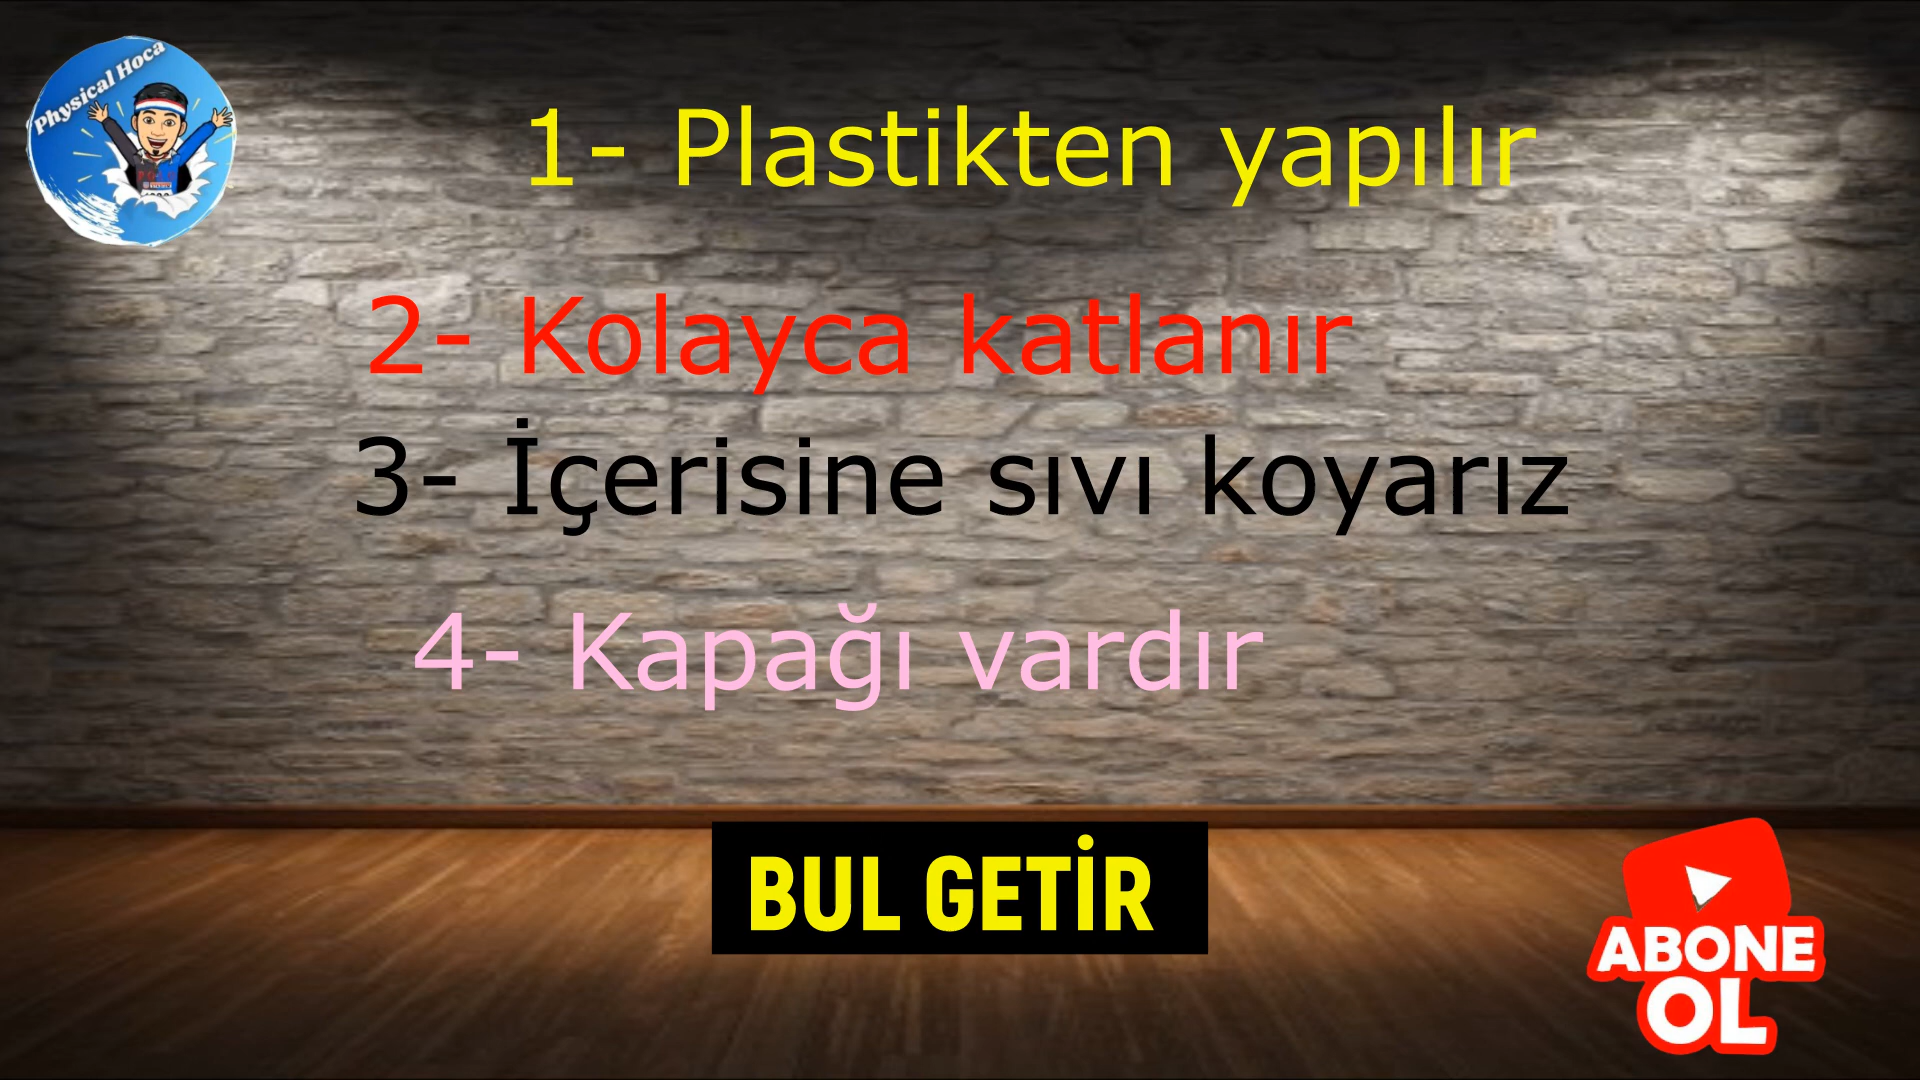 Physical Hoca
1- Plastikten yapılır
2- Kolayca katlanır
3- İçerisine sıvı koyarız
4- Kapağı vardır
BUL GETİR
ABONE
OL